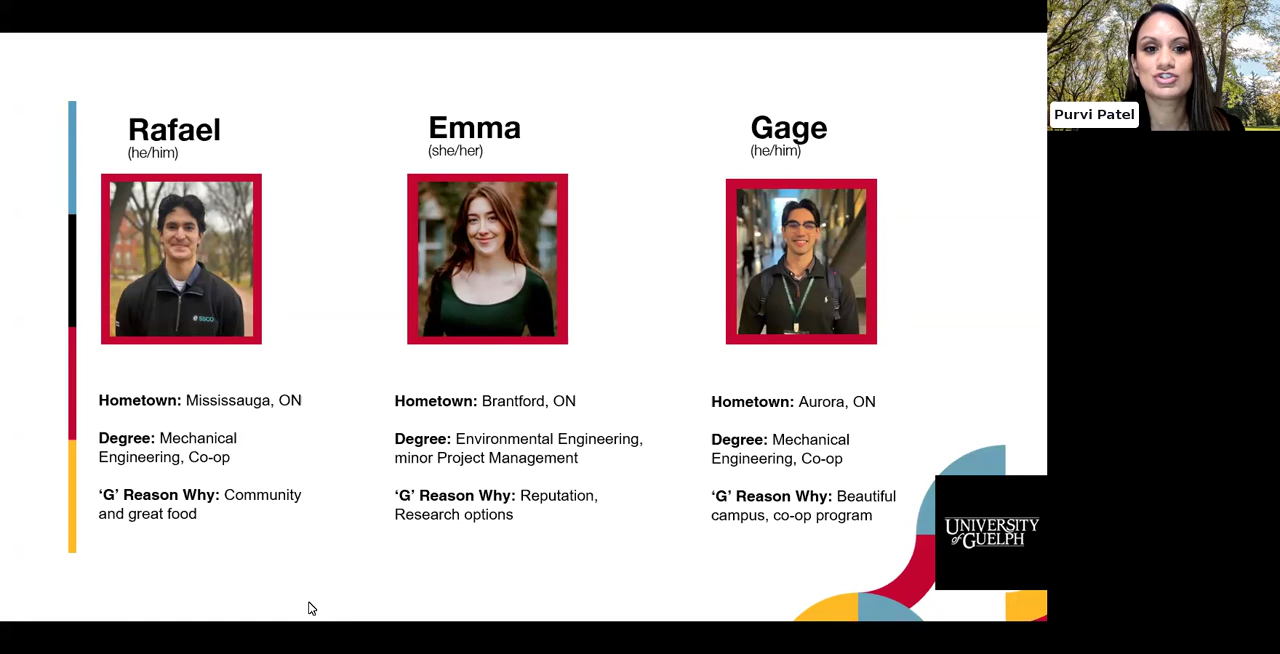 Rafael
(he/him)
Hometown: Mississauga, ON
Degree: Mechanical
Engineering, Co-op
‘G’ Reason Why: Community
and great food
Emma
(she/her)
Hometown: Brantford, ON
Degree: Environmental Engineering,
minor Project Management
‘G’ Reason Why: Reputation,
Research options
Gage
(he/him)
Hometown: Aurora, ON
Degree: Mechanical
Engineering, Co-op
‘G’ Reason Why: Beautiful
campus, co-op program
UNIVERSITY
of GUELPH
Purvi Patel